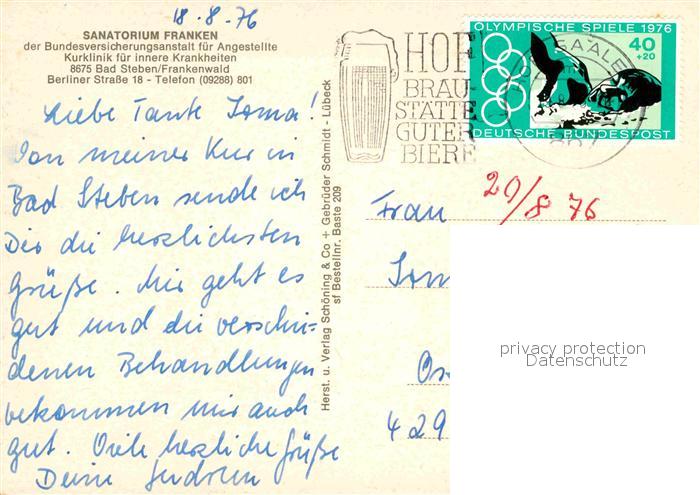 18.8.76
SANATORIUM FRANKEN
der Bundesversicherungsanstalt für Angestellte
Kurklinik für innere Krankheiten
8675 Bad Steben/Frankenwald
Berliner Straße 18 - Telefon (09288) 801
Liebe Tante Irma!
Von meiner Kur in
Bad Steben sende ich
Dir die herzlichsten
Grüße. Mir geht es
gut und die verschie-
denen Behandlungen
bekommen mir auch
gut. Viele herzliche Grüße
Deine
Herst. u. Verlag Schöning & Co + Gebrüder Schmidt - Lübeck
sf Bestellnr. Baste 209
HOF
BRAU-
STÄTTE
GUTER
BIERE
SAALE
OLYMPISCHE SPIELE 1976
40
+20
DEUTSCHE BUNDESPOST
20/8 76
Frau
429
privacy protection
Datenschutz